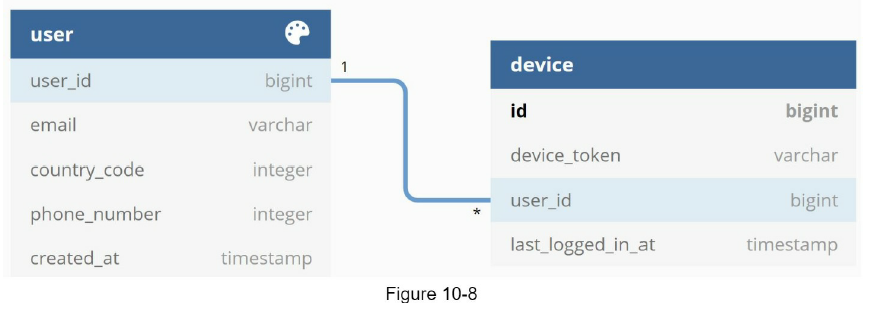 user
user_id bigint
email varchar
country_code integer
phone_number integer
created_at timestamp
1
*
device
id bigint
device_token varchar
user_id bigint
last_logged_in_at timestamp
Figure 10-8